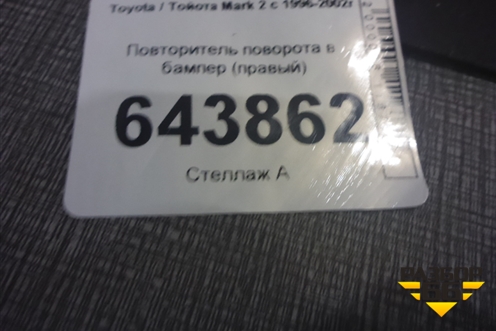 Toyota / Тойота Mark 2 с 1996-2002г
Повторитель поворота в
бампер (правый)
643862
Стеллаж А